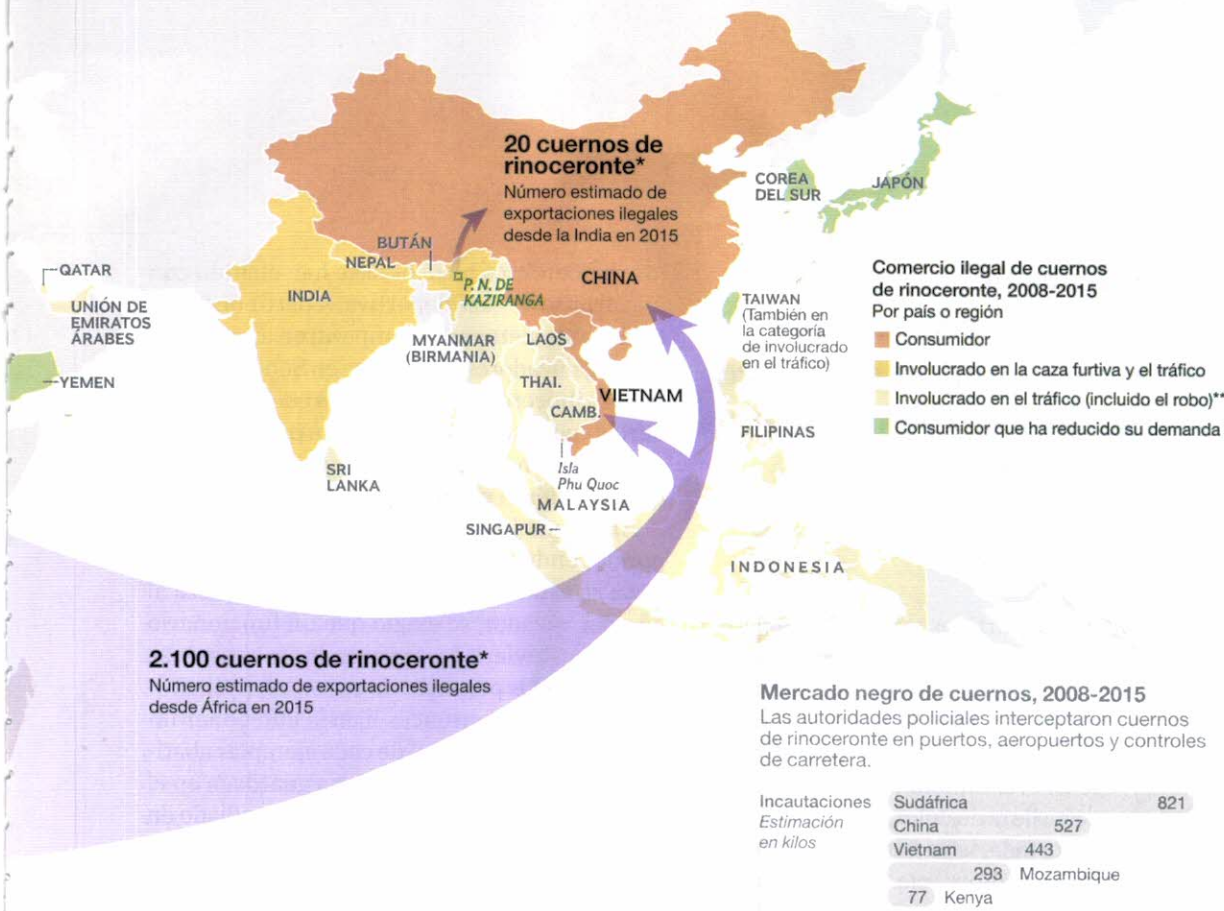 20 cuernos de
rinoceronte*
Número estimado de
exportaciones ilegales
desde la India en 2015
COREA
DEL SUR
JAPÓN
BUTÁN
NEPAL
QATAR
UNIÓN DE
EMIRATOS
ÁRABES
YEMEN
INDIA
P. N. DE
KAZIRANGA
CHINA
MYANMAR
(BIRMANIA)
LAOS
THAI.
VIETNAM
CAMB.
TAIWAN
(También en
la categoría
de involucrado
en el tráfico)
FILIPINAS
SRI
LANKA
Isla
Phu Quoc
MALAYSIA
SINGAPUR
INDONESIA
Comercio ilegal de cuernos
de rinoceronte, 2008-2015
Por país o región
Consumidor
Involucrado en la caza furtiva y el tráfico
Involucrado en el tráfico (incluido el robo)**
Consumidor que ha reducido su demanda
2.100 cuernos de rinoceronte*
Número estimado de exportaciones ilegales
desde África en 2015
Mercado negro de cuernos, 2008-2015
Las autoridades policiales interceptaron cuernos
de rinoceronte en puertos, aeropuertos y controles
de carretera.
Incautaciones
Estimación
en kilos
Sudáfrica 821
China 527
Vietnam 443
293 Mozambique
77 Kenya